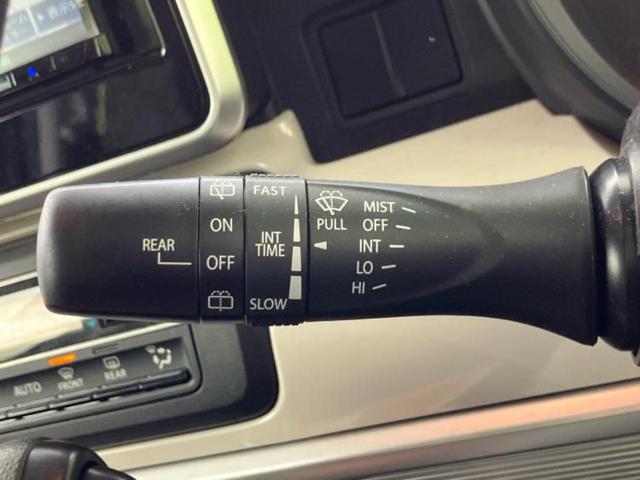 FAST
MIST
ON
PULL
OFF
REAR
INT
TIME
INT
OFF
LO
SLOW
HI
AUTO
FRONT
REAR